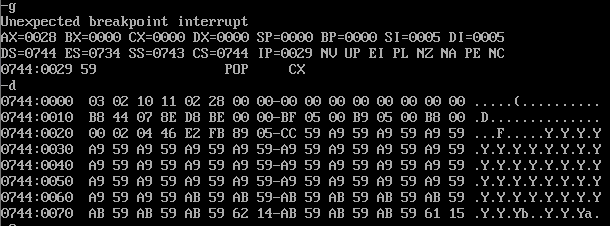 -g
Unexpected breakpoint interrupt
AX=0028 BX=0000 CX=0000 DX=0000 SP=0000 BP=0000 SI=0005 DI=0005
DS=0744 ES=0734 SS=0743 CS=0744 IP=0029 NV UP EI PL NZ NA PE NC
0744:0029 59                POP     CX
-d
0744:0000  03 02 10 11 02 28 00 00-00 00 00 00 00 00 00 00  .....(..........
0744:0010  B8 44 07 8E D8 BE 00 00-BF 05 00 B9 05 00 B8 00  .D..............
0744:0020  00 02 04 46 E2 FB 89 05-CC 59 A9 59 A9 59 A9 59  ...F.....Y.Y.Y.Y
0744:0030  A9 59 A9 59 A9 59 A9 59-A9 59 A9 59 A9 59 A9 59  .Y.Y.Y.Y.Y.Y.Y.Y
0744:0040  A9 59 A9 59 A9 59 A9 59-A9 59 A9 59 A9 59 A9 59  .Y.Y.Y.Y.Y.Y.Y.Y
0744:0050  A9 59 A9 59 A9 59 A9 59-A9 59 A9 59 A9 59 A9 59  .Y.Y.Y.Y.Y.Y.Y.Y
0744:0060  A9 59 A9 59 AB 59 AB 59-AB 59 AB 59 AB 59 AB 59  .Y.Y.Y.Y.Y.Y.Y.Y
0744:0070  AB 59 AB 59 AB 59 62 14-AB 59 AB 59 AB 59 61 15  .Y.Y.Yb..Y.Y.Ya.